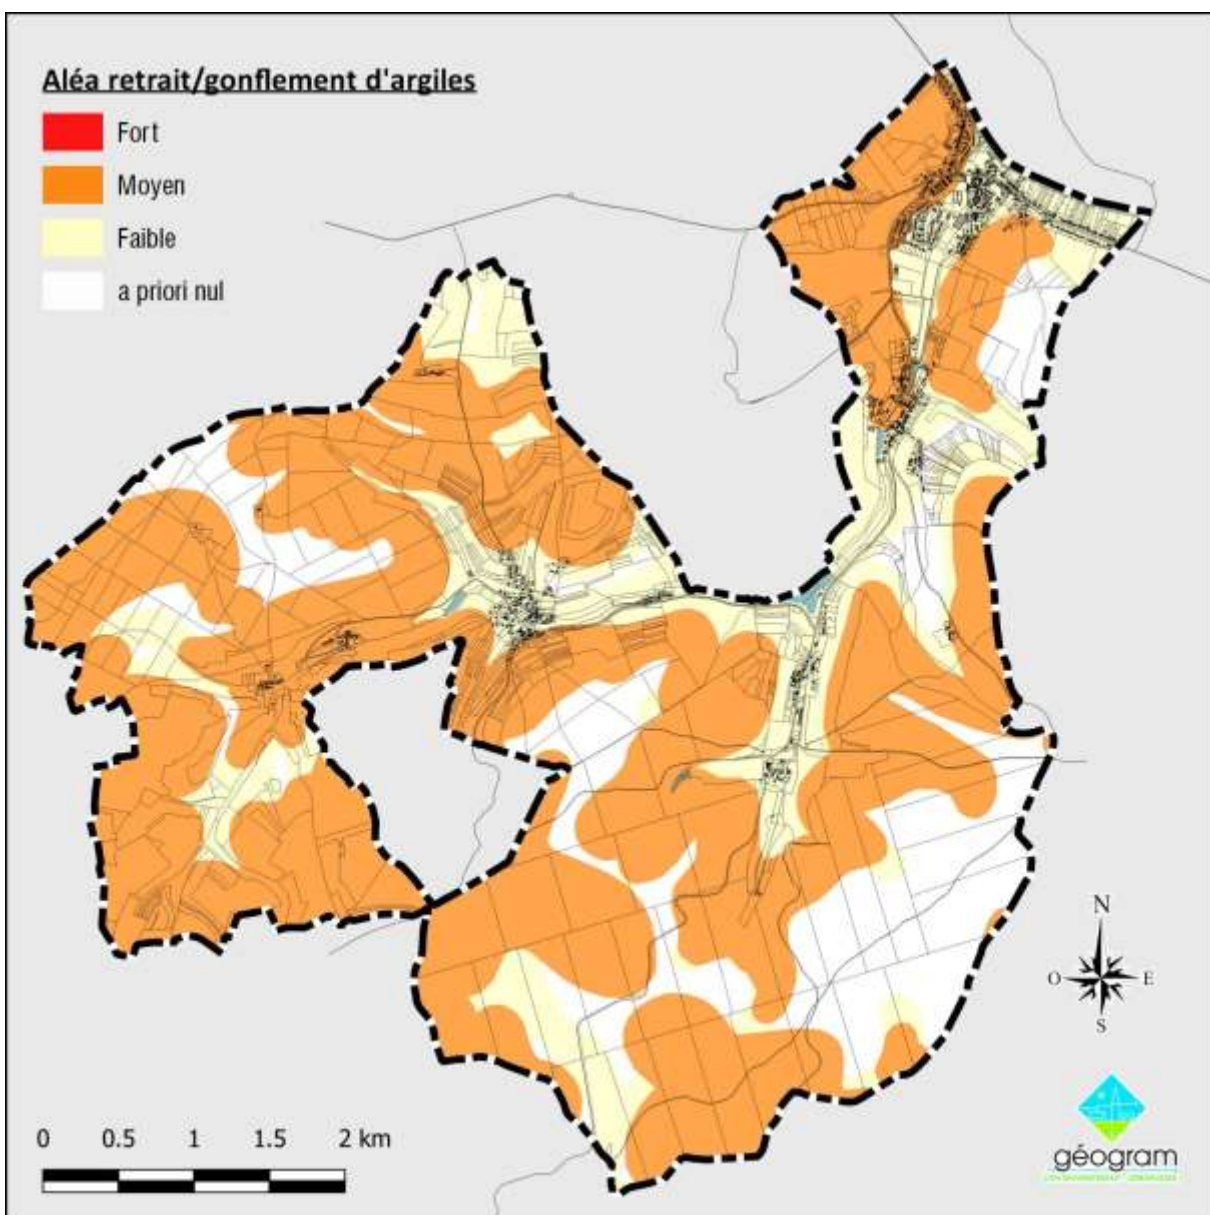 Aléa retrait/gonflement d'argiles
Fort
Moyen
Faible
a priori nul
N
O
E
S
0 0.5 1 1.5 2 km
géogram